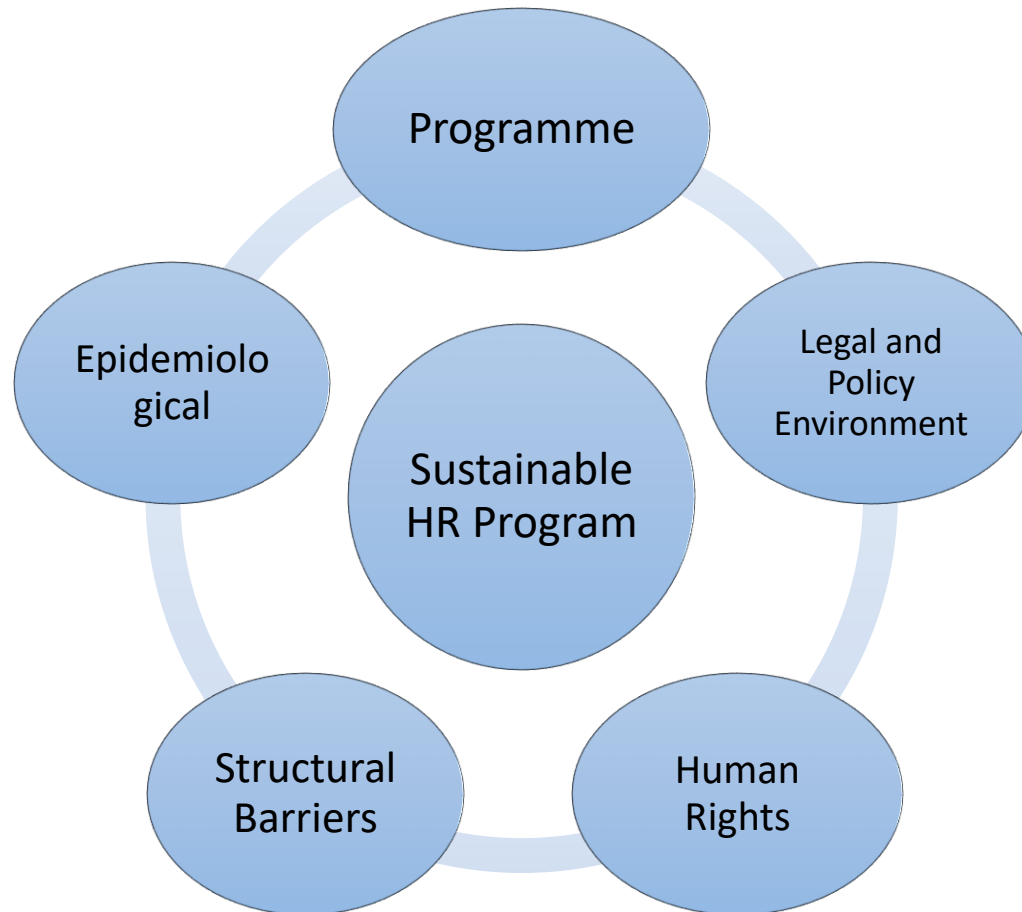 Programme
Legal and
Policy
Environment
Human
Rights
Structural
Barriers
Epidemiolo
gical
Sustainable
HR Program